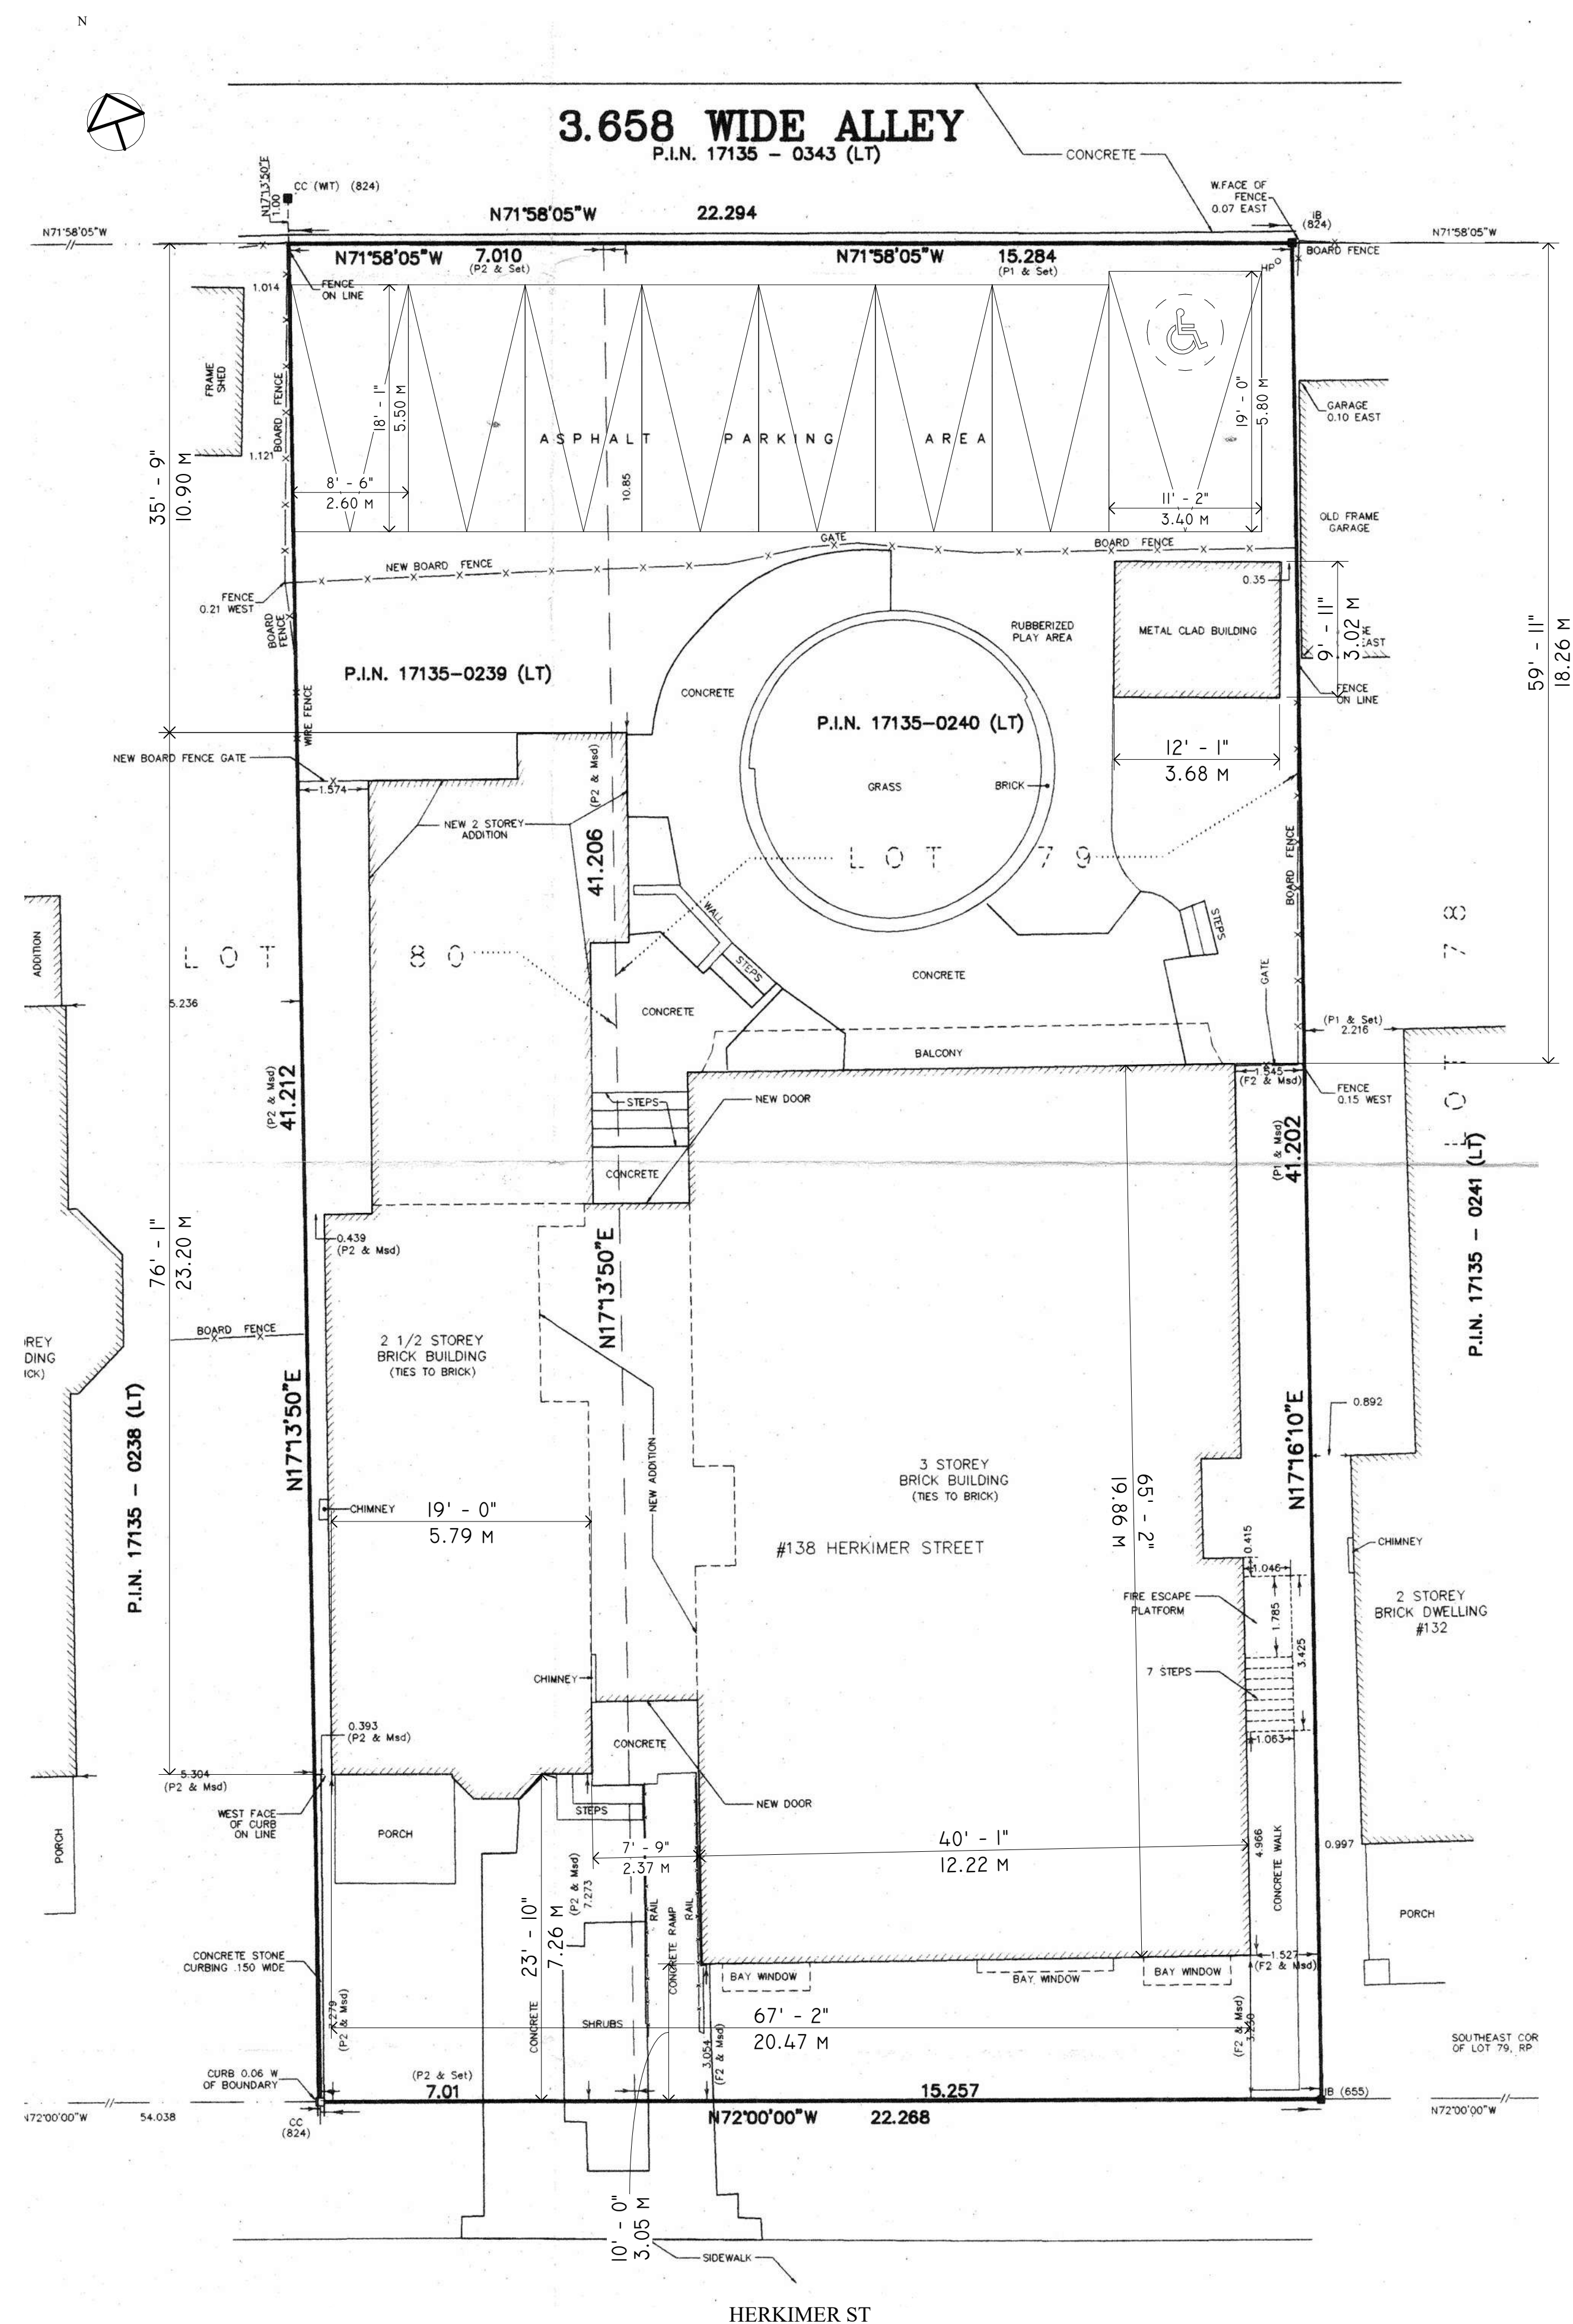 N
3.658 WIDE ALLEY
P.I.N. 17135 - 0343 (LT)
CONCRETE
N17°13'50"E
1.00
CC (WIT) (824)
W.FACE OF
FENCE
0.07 EAST
IB
(824)
N71°58'05"W
N71°58'05"W
22.294
N71°58'05"W
BOARD FENCE
N71°58'05"W
7.010
(P2 & Set)
N71°58'05"W
15.284
(P1 & Set)
HP
1.014
FENCE
ON LINE
FRAME
SHED
BOARD FENCE
18' - 1"
5.50 M
19' - 0"
5.80 M
GARAGE
0.10 EAST
ASPHALT PARKING AREA
1.121
35' - 9"
10.90 M
8' - 6"
2.60 M
10.85
11' - 2"
3.40 M
OLD FRAME
GARAGE
GATE
BOARD FENCE
NEW BOARD FENCE
FENCE
0.21 WEST
0.35
BOARD
FENCE
RUBBERIZED
PLAY AREA
METAL CLAD BUILDING
9' - 11"
3.02 M
EAST
59' - 11"
18.26 M
P.I.N. 17135-0239 (LT)
CONCRETE
FENCE
ON LINE
WIRE FENCE
P.I.N. 17135-0240 (LT)
NEW BOARD FENCE GATE
(P2 & Msd)
41.206
12' - 1"
3.68 M
1.574
GRASS
BRICK
NEW 2 STOREY
ADDITION
LOT 79
BOARD FENCE
WALL
STEPS
78
LOT
ADDITION
LOT 80
STEPS
CONCRETE
GATE
5.236
CONCRETE
(P1 & Set)
2.216
BALCONY
(P2 & Msd)
41.212
1.545
(F2 & Msd)
FENCE
0.15 WEST
STEPS
NEW DOOR
(P1 & Msd)
41.202
CONCRETE
P.I.N. 17135 - 0241 (LT)
0.439
(P2 & Msd)
76' - 1"
23.20 M
N17°13'50"E
BOARD FENCE
2 1/2 STOREY
BRICK BUILDING
(TIES TO BRICK)
REY
DING
ICK)
N17°13'50"E
P.I.N. 17135 - 0238 (LT)
N17°16'10"E
0.892
NEW ADDITION
3 STOREY
BRICK BUILDING
(TIES TO BRICK)
65' - 2"
19.86 M
CHIMNEY
19' - 0"
5.79 M
#138 HERKIMER STREET
0.415
CHIMNEY
1.046
FIRE ESCAPE
PLATFORM
1.785
3.425
2 STOREY
BRICK DWELLING
#132
CHIMNEY
7 STEPS
0.393
(P2 & Msd)
CONCRETE
1.063
5.304
(P2 & Msd)
WEST FACE
OF CURB
ON LINE
STEPS
NEW DOOR
PORCH
PORCH
7' - 9"
2.37 M
40' - 1"
12.22 M
4.966
CONCRETE WALK
0.997
(P2 & Msd)
7.273
23' - 10"
7.26 M
RAIL
RAIL
CONCRETE RAMP
PORCH
CONCRETE STONE
CURBING .150 WIDE
1.527
(F2 & Msd)
BAY WINDOW
BAY WINDOW
BAY WINDOW
(P2 & Msd)
CONCRETE
SHRUBS
67' - 2"
20.47 M
3.054
(F2 & Msd)
(F2 & Msd)
SOUTHEAST COR
OF LOT 79, RP
CURB 0.06 W
OF BOUNDARY
(P2 & Set)
7.01
15.257
IB (655)
N72°00'00"W
54.038
CC
(824)
N72°00'00"W
22.268
N72°00'00"W
10' - 0"
3.05 M
SIDEWALK
HERKIMER ST